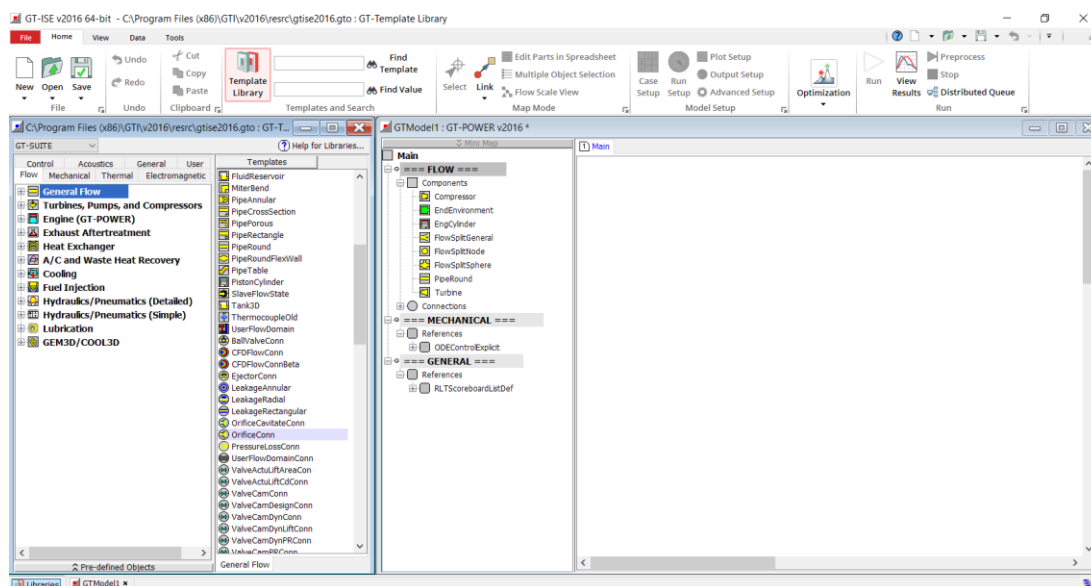 GT-ISE v2016 64-bit - C:\Program Files (x86)\GTI\v2016\resrc\gtise2016.gto : GT-Template Library
File Home View Data Tools
New Open Save
File
Undo
Redo
Undo
Cut
Copy
Paste
Clipboard
Template Library
Find Template
Find Value
Templates and Search
Select Link
Edit Parts in Spreadsheet
Multiple Object Selection
Flow Scale View
Map Mode
Case Setup
Run Setup
Plot Setup
Output Setup
Advanced Setup
Model Setup
Optimization
Run
View Results
Preprocess
Stop
Distributed Queue
Run
C:\Program Files (x86)\GTI\v2016\resrc\gtise2016.gto : GT-T...
GT-SUITE
Help for Libraries...
Control Acoustics General User
Flow Mechanical Thermal Electromagnetic
General Flow
Turbines, Pumps, and Compressors
Engine (GT-POWER)
Exhaust Aftertreatment
Heat Exchanger
A/C and Waste Heat Recovery
Cooling
Fuel Injection
Hydraulics/Pneumatics (Detailed)
Hydraulics/Pneumatics (Simple)
Lubrication
GEM3D/COOL3D
Pre-defined Objects
Templates
FluidReservoir
MiterBend
PipeAnnular
PipeCrossSection
PipePorous
PipeRectangle
PipeRound
PipeRoundFlexWall
PipeTable
PistonCylinder
SlaveFlowState
Tank3D
ThermocoupleOld
UserFlowDomain
BallValveConn
CFDFlowConn
CFDFlowConnBeta
EjectorConn
LeakageAnnular
LeakageRadial
LeakageRectangular
OrificeCavitateConn
OrificeConn
PressureLossConn
UserFlowDomainConn
ValveActuLiftAreaCon
ValveActuLiftCdConn
ValveCamConn
ValveCamDesignConn
ValveCamDynConn
ValveCamDynLiftConn
ValveCamDynPRConn
ValveCamPRConn
General Flow
GTModel1 : GT-POWER v2016 *
Mini Map
Main
=== FLOW ===
Components
Compressor
EndEnvironment
EngCylinder
FlowSplitGeneral
FlowSplitNode
FlowSplitSphere
PipeRound
Turbine
Connections
=== MECHANICAL ===
References
ODEControlExplicit
=== GENERAL ===
References
RLTScoreboardListDef
1 Main
Libraries GTModel1